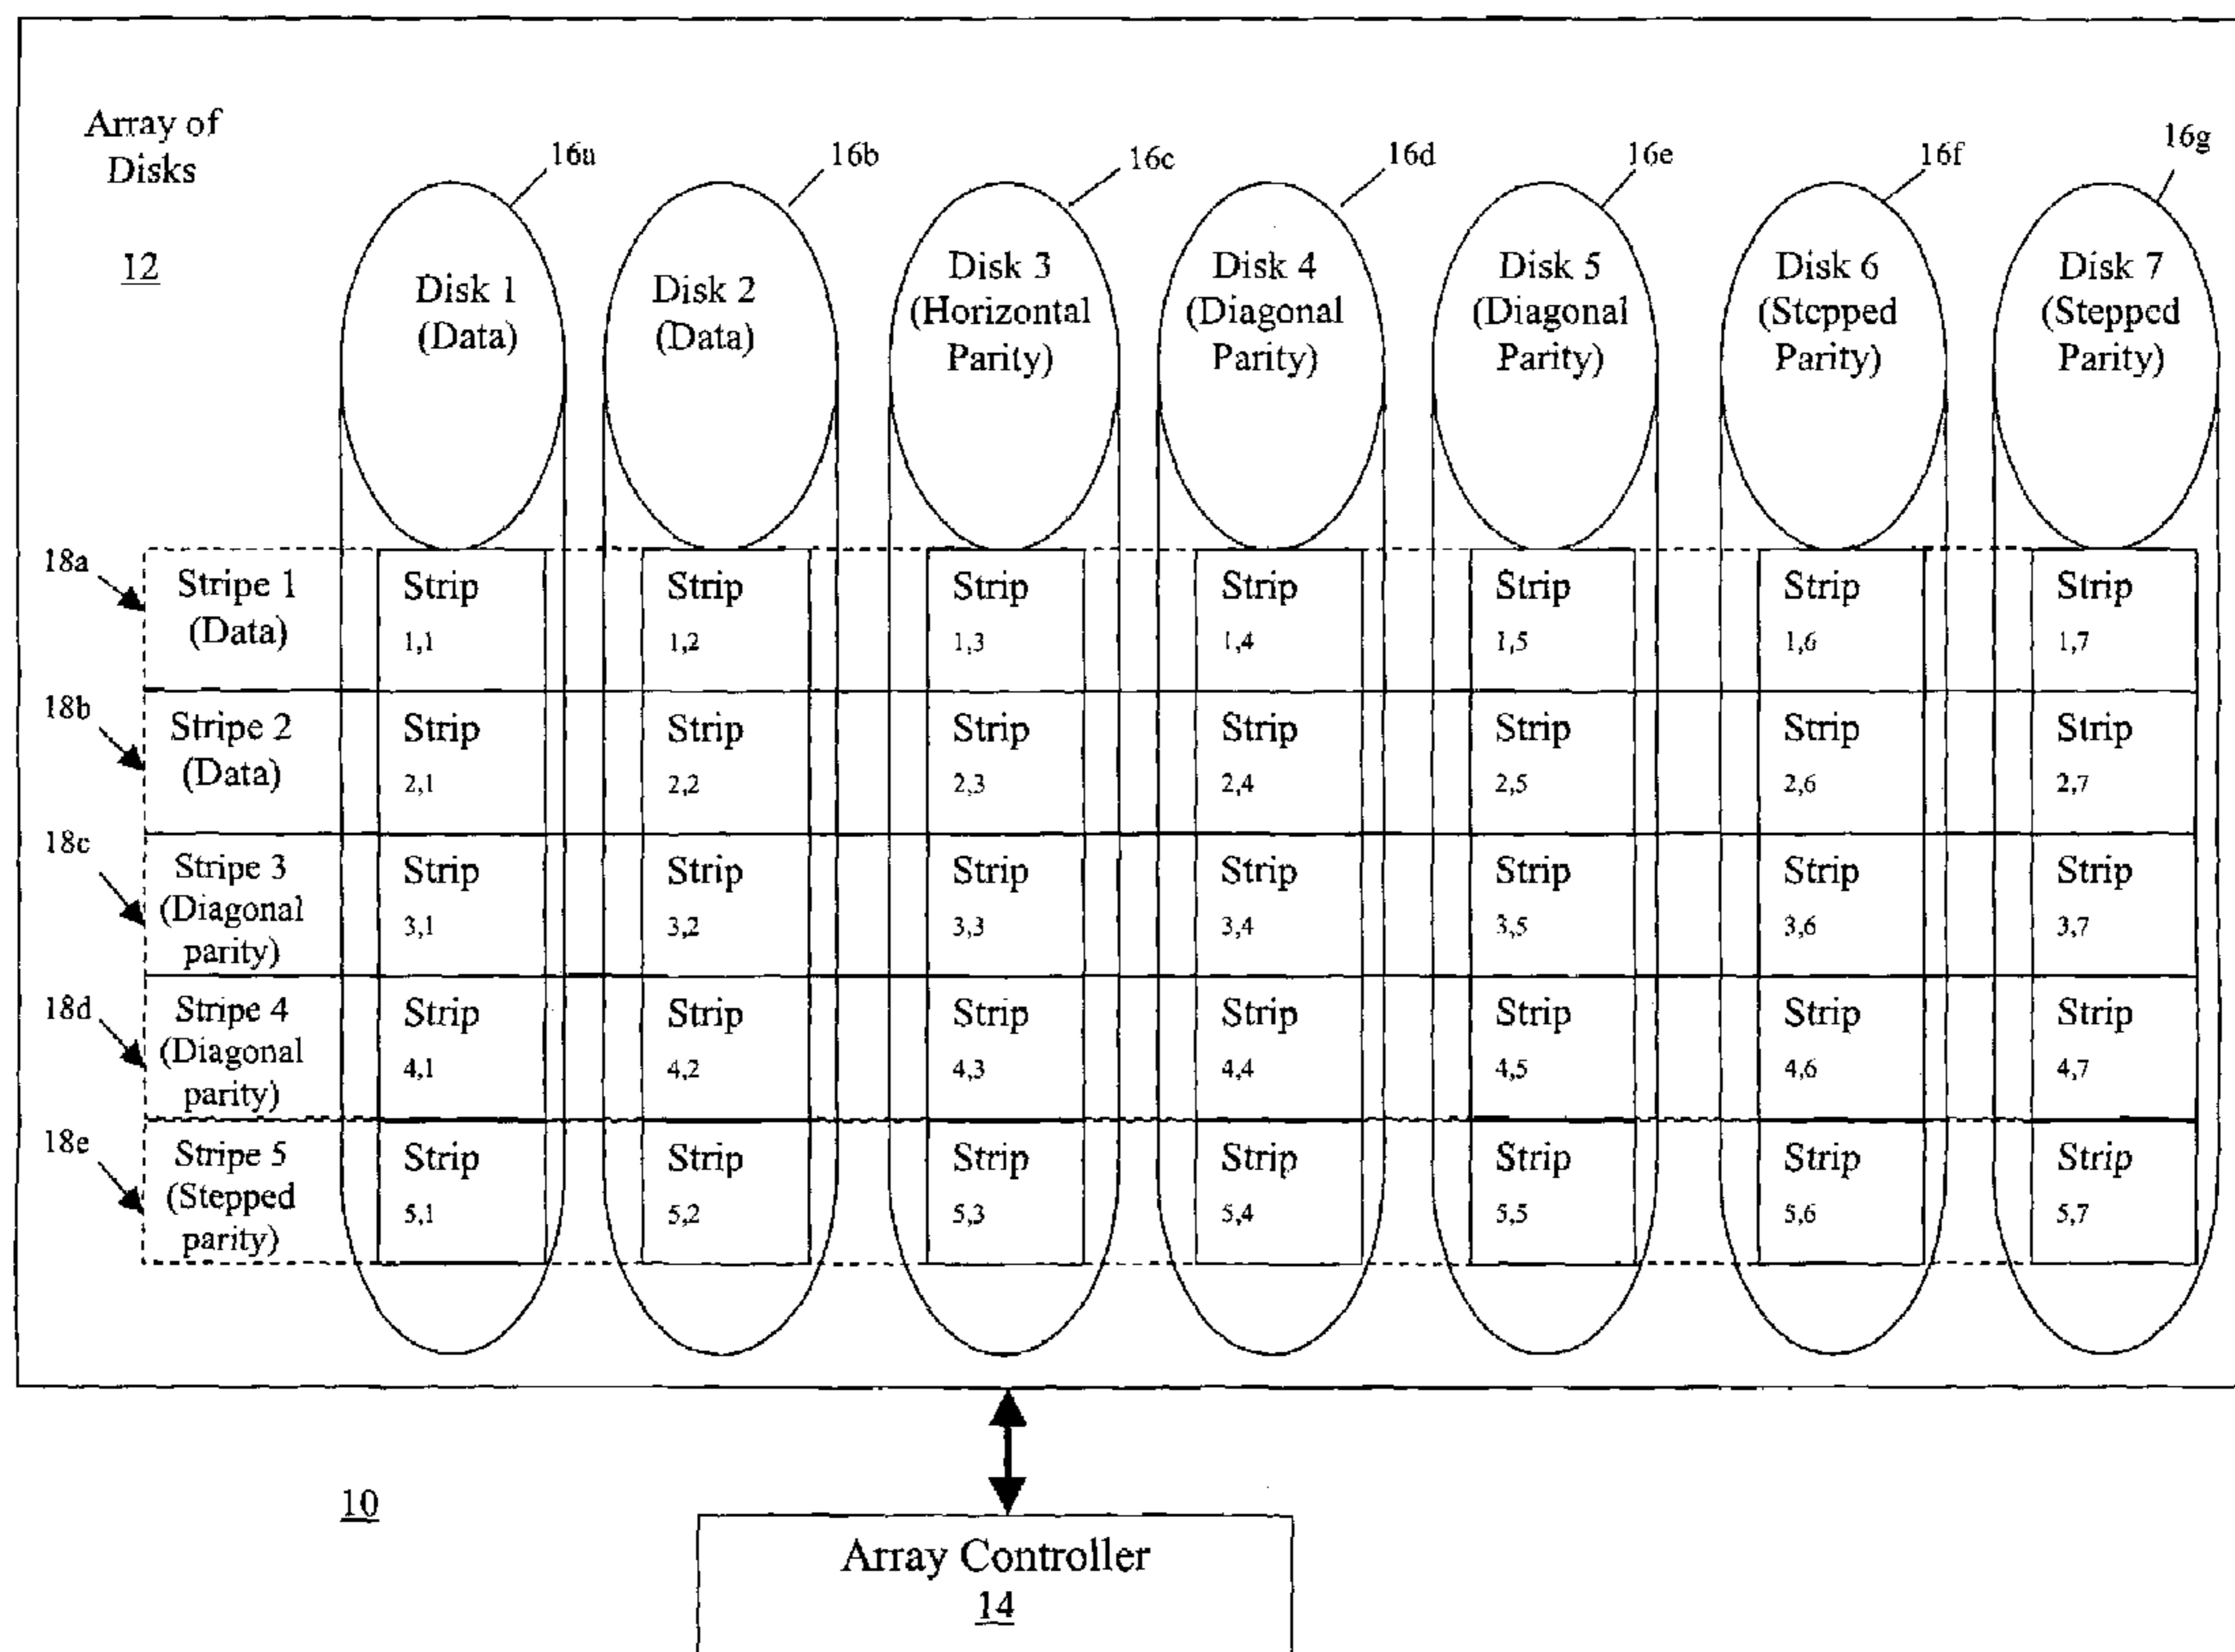 Array of
Disks
12
16a
16b
16c
16d
16e
16f
16g
Disk 1
(Data)
Disk 2
(Data)
Disk 3
(Horizontal
Parity)
Disk 4
(Diagonal
Parity)
Disk 5
(Diagonal
Parity)
Disk 6
(Stepped
Parity)
Disk 7
(Stepped
Parity)
18a
Stripe 1
(Data)
Strip
1,1
Strip
1,2
Strip
1,3
Strip
1,4
Strip
1,5
Strip
1,6
Strip
1,7
18b
Stripe 2
(Data)
Strip
2,1
Strip
2,2
Strip
2,3
Strip
2,4
Strip
2,5
Strip
2,6
Strip
2,7
18c
Stripe 3
(Diagonal
parity)
Strip
3,1
Strip
3,2
Strip
3,3
Strip
3,4
Strip
3,5
Strip
3,6
Strip
3,7
18d
Stripe 4
(Diagonal
parity)
Strip
4,1
Strip
4,2
Strip
4,3
Strip
4,4
Strip
4,5
Strip
4,6
Strip
4,7
18e
Stripe 5
(Stepped
parity)
Strip
5,1
Strip
5,2
Strip
5,3
Strip
5,4
Strip
5,5
Strip
5,6
Strip
5,7
10
Array Controller
14